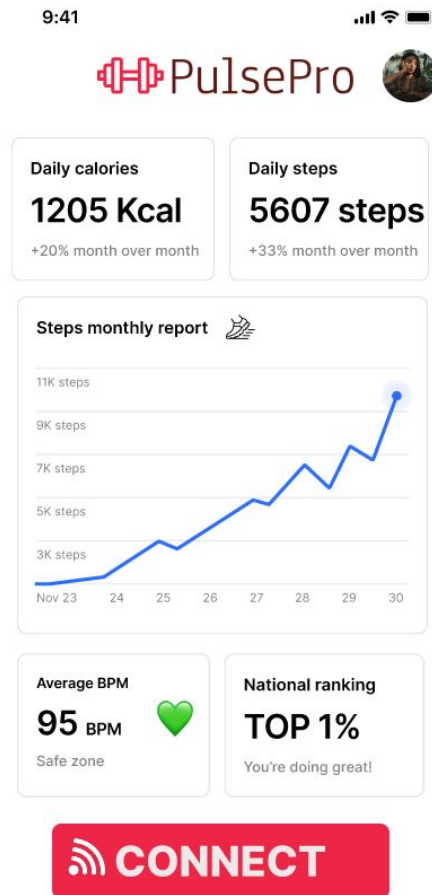 9:41
PulsePro
Daily calories
1205 Kcal
+20% month over month
Daily steps
5607 steps
+33% month over month
Steps monthly report
11K steps
9K steps
7K steps
5K steps
3K steps
Nov 23 24 25 26 27 28 29 30
Average BPM
95 BPM
Safe zone
National ranking
TOP 1%
You're doing great!
CONNECT